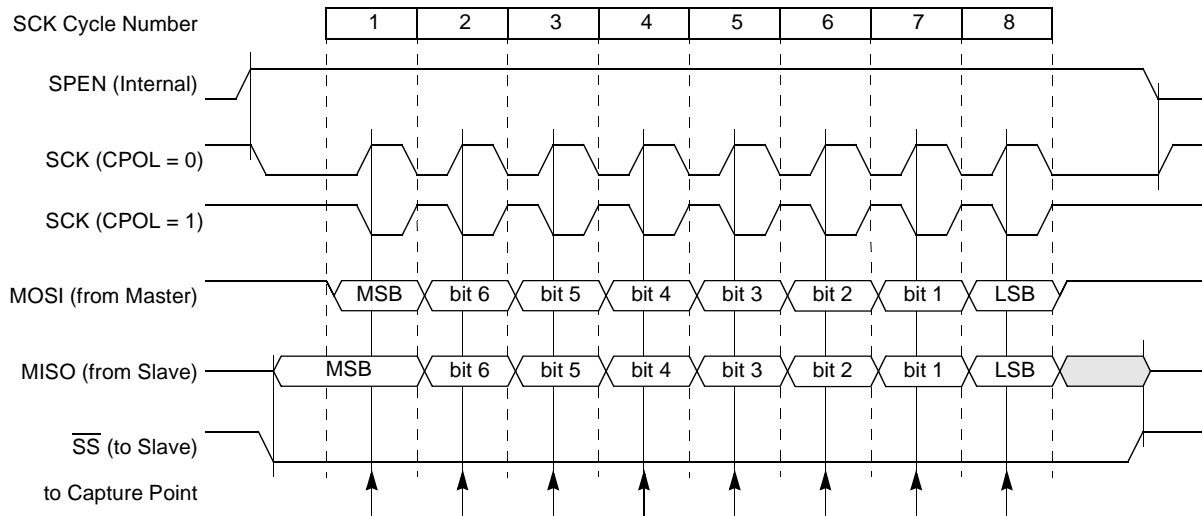 SCK Cycle Number 1 2 3 4 5 6 7 8
SPEN (Internal)
SCK (CPOL = 0)
SCK (CPOL = 1)
MOSI (from Master) MSB bit 6 bit 5 bit 4 bit 3 bit 2 bit 1 LSB
MISO (from Slave) MSB bit 6 bit 5 bit 4 bit 3 bit 2 bit 1 LSB
SS (to Slave)
to Capture Point